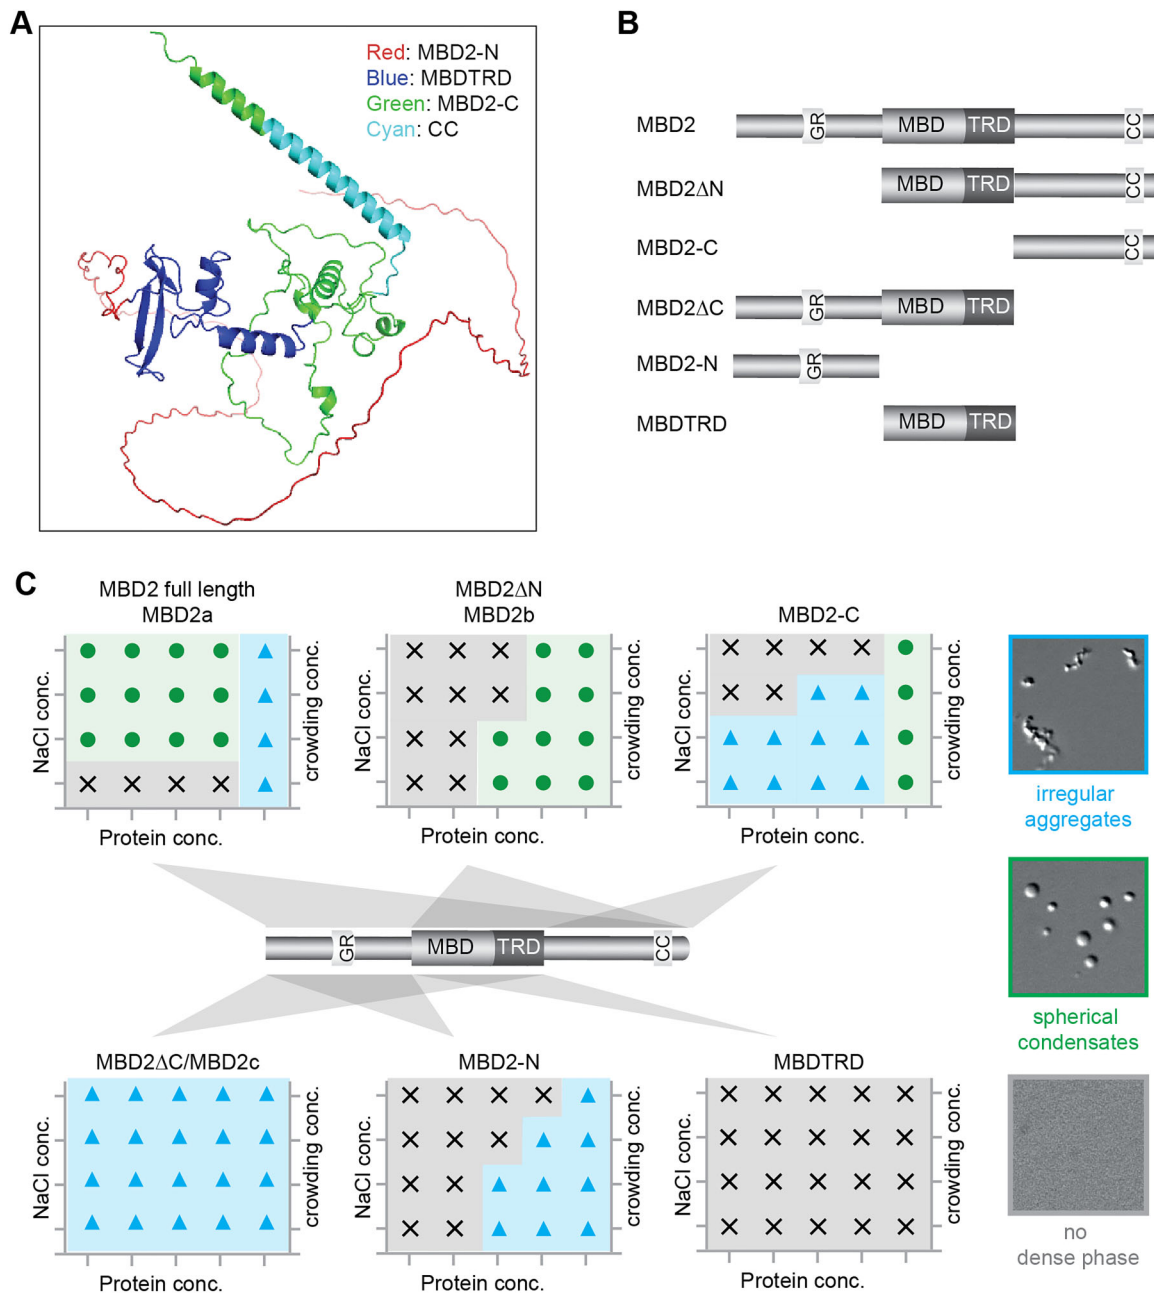 A
Red: MBD2-N
Blue: MBDTRD
Green: MBD2-C
Cyan: CC
B
MBD2
GR
MBD
TRD
CC
MBD2ΔN
MBD
TRD
CC
MBD2-C
CC
MBD2ΔC
GR
MBD
TRD
MBD2-N
GR
MBDTRD
MBD
TRD
C
MBD2 full length
MBD2a
NaCl conc.
crowding conc.
Protein conc.
MBD2ΔN
MBD2b
NaCl conc.
crowding conc.
Protein conc.
MBD2-C
NaCl conc.
crowding conc.
Protein conc.
irregular
aggregates
GR
MBD
TRD
CC
spherical
condensates
MBD2ΔC/MBD2c
NaCl conc.
crowding conc.
Protein conc.
MBD2-N
NaCl conc.
crowding conc.
Protein conc.
MBDTRD
NaCl conc.
crowding conc.
Protein conc.
no
dense phase